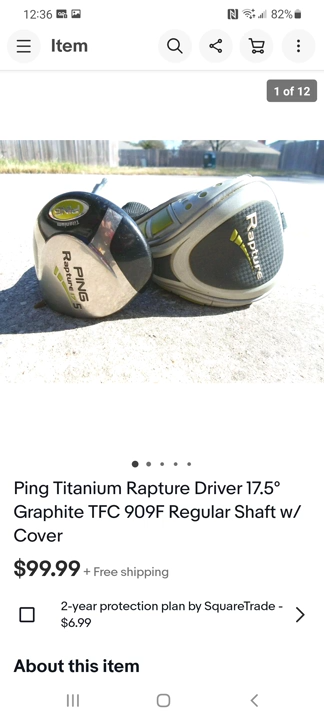 12:36
82%
Item
1 of 12
PING
Rapture
5
Rapture
Ping Titanium Rapture Driver 17.5°
Graphite TFC 909F Regular Shaft w/
Cover
$99.99 + Free shipping
2-year protection plan by SquareTrade -
$6.99
About this item